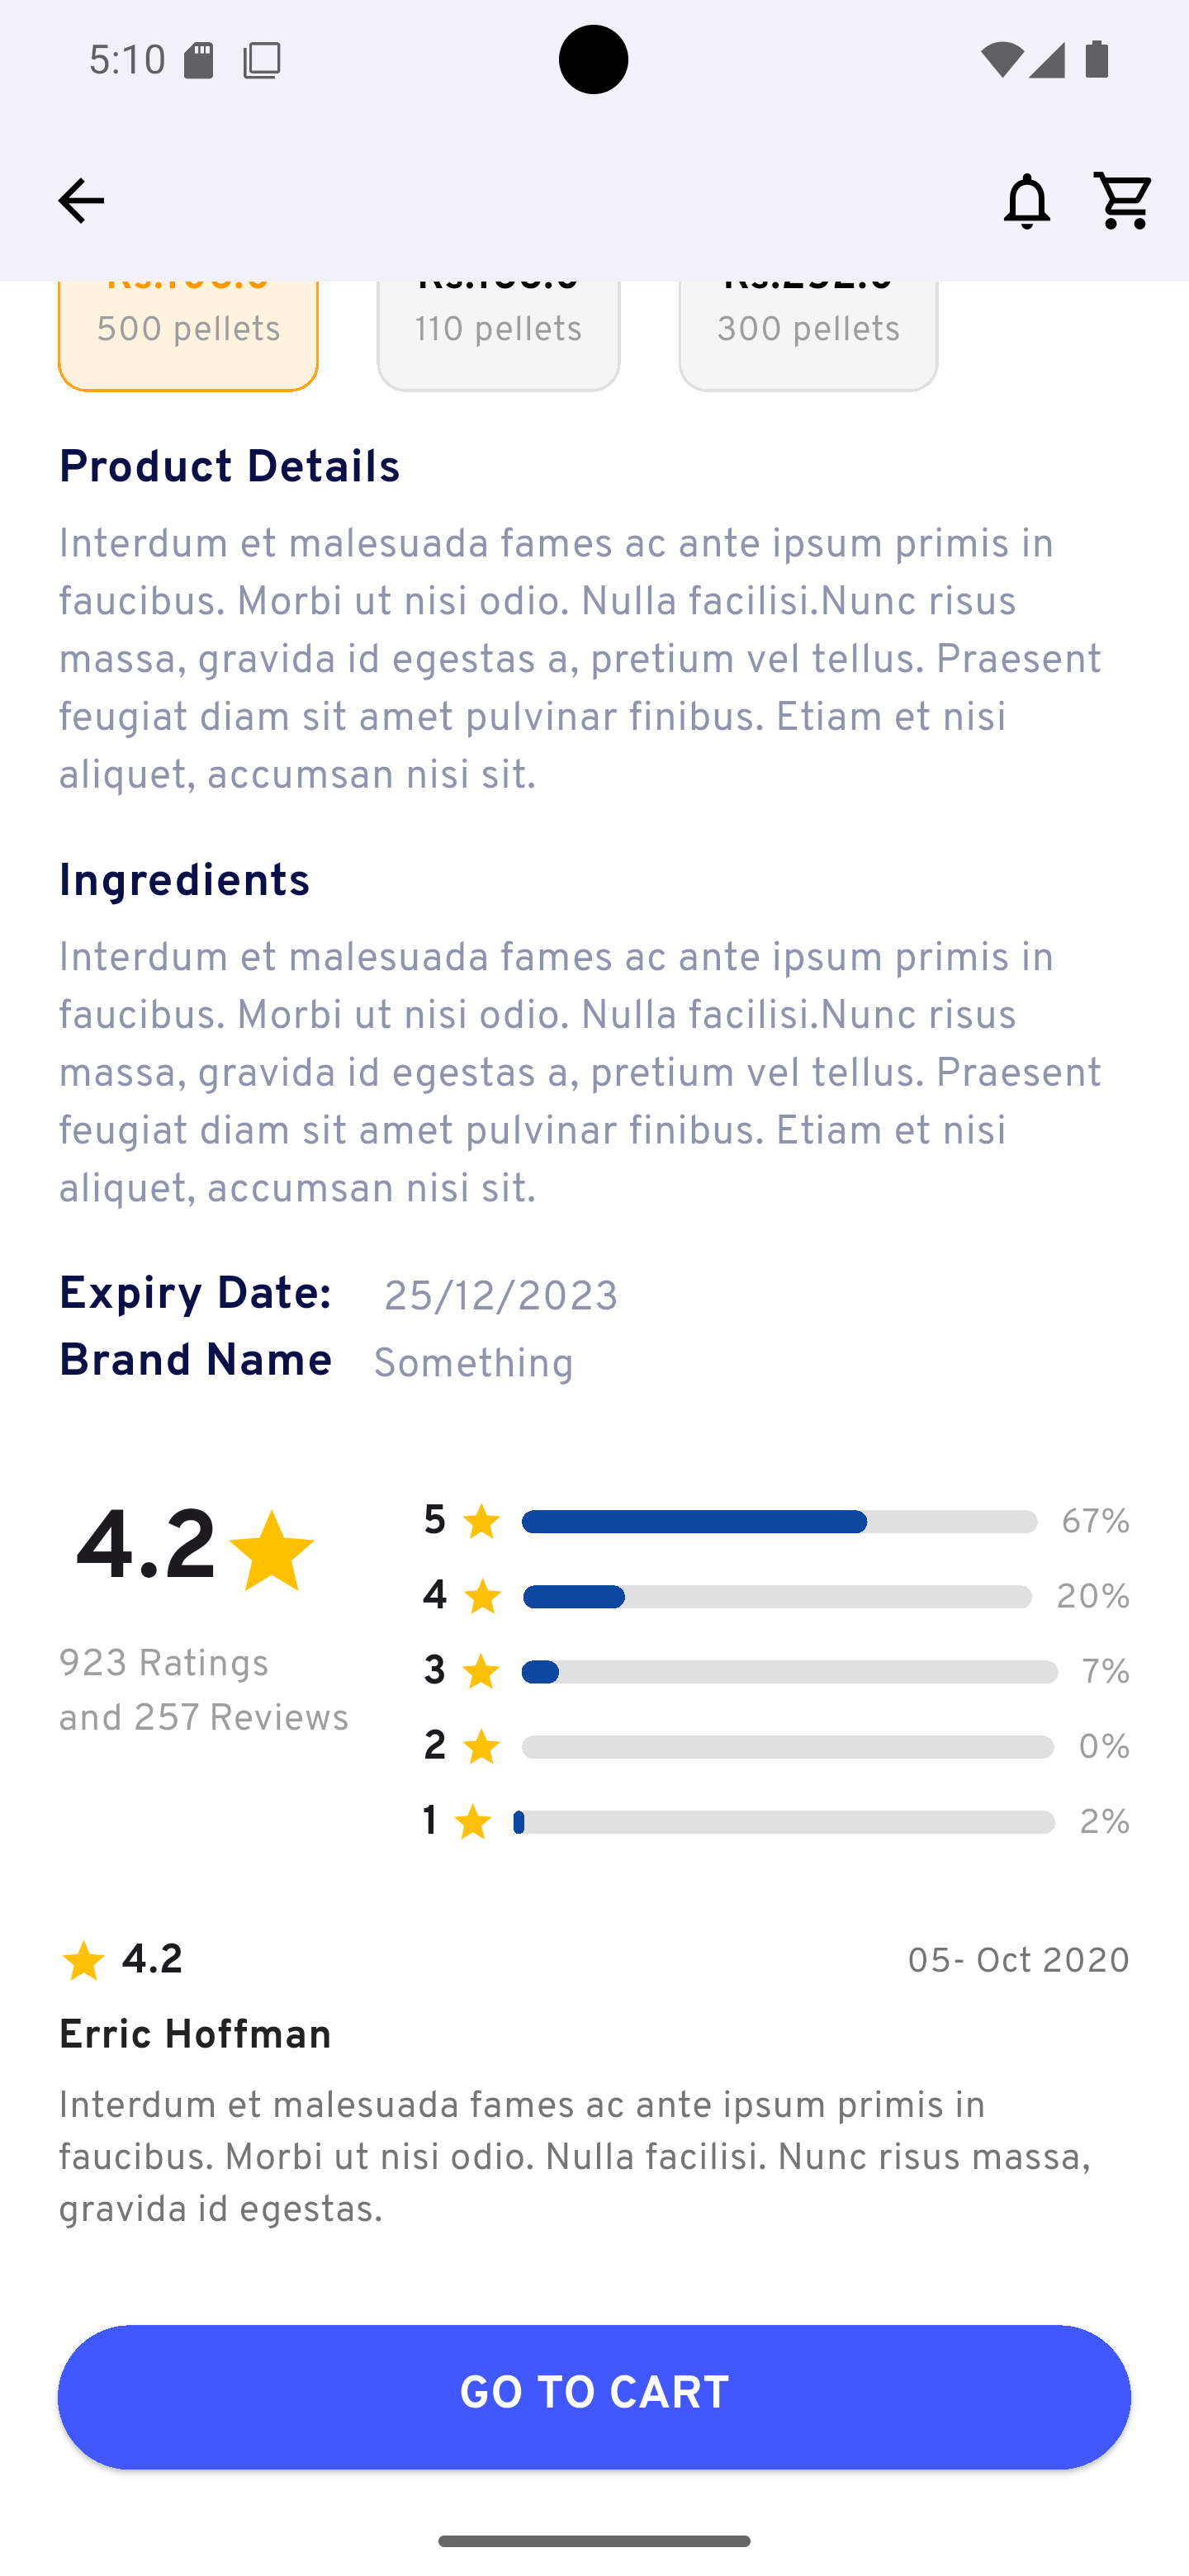 5:10
500 pellets
110 pellets
300 pellets
Product Details
Interdum et malesuada fames ac ante ipsum primis in
faucibus. Morbi ut nisi odio. Nulla facilisi.Nunc risus
massa, gravida id egestas a, pretium vel tellus. Praesent
feugiat diam sit amet pulvinar finibus. Etiam et nisi
aliquet, accumsan nisi sit.
Ingredients
Interdum et malesuada fames ac ante ipsum primis in
faucibus. Morbi ut nisi odio. Nulla facilisi.Nunc risus
massa, gravida id egestas a, pretium vel tellus. Praesent
feugiat diam sit amet pulvinar finibus. Etiam et nisi
aliquet, accumsan nisi sit.
Expiry Date: 25/12/2023
Brand Name Something
4.2
923 Ratings
and 257 Reviews
5 67%
4 20%
3 7%
2 0%
1 2%
4.2 05- Oct 2020
Erric Hoffman
Interdum et malesuada fames ac ante ipsum primis in
faucibus. Morbi ut nisi odio. Nulla facilisi. Nunc risus massa,
gravida id egestas.
GO TO CART